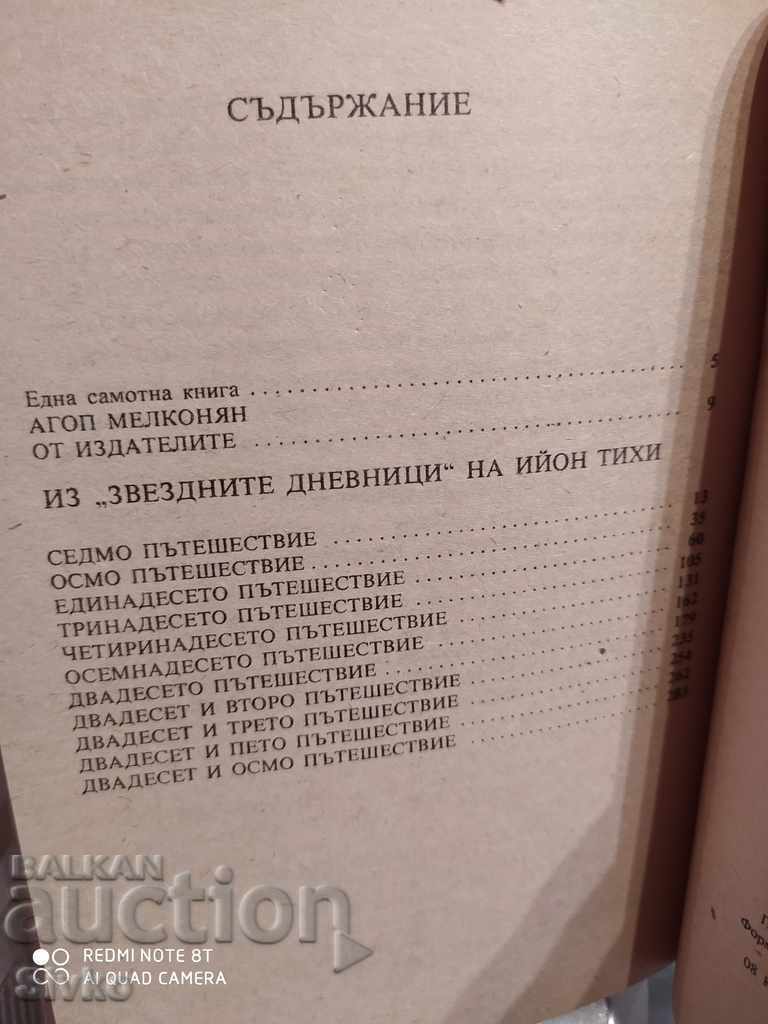 СЪДЪРЖАНИЕ
Една самотна книга . . . . . 5
АГОП МЕЛКОНЯН
ОТ ИЗДАТЕЛИТЕ . . . . . 9
ИЗ „ЗВЕЗДНИТЕ ДНЕВНИЦИ“ НА ИЙОН ТИХИ
СЕДМО ПЪТЕШЕСТВИЕ . . . . . 13
ОСМО ПЪТЕШЕСТВИЕ . . . . . 35
ЕДИНАДЕСЕТО ПЪТЕШЕСТВИЕ . . . . . 60
ТРИНАДЕСЕТО ПЪТЕШЕСТВИЕ . . . . . 105
ЧЕТИРИНАДЕСЕТО ПЪТЕШЕСТВИЕ . . . . . 131
ОСЕМНАДЕСЕТО ПЪТЕШЕСТВИЕ . . . . . 162
ДВАДЕСЕТО ПЪТЕШЕСТВИЕ . . . . . 179
ДВАДЕСЕТ И ВТОРО ПЪТЕШЕСТВИЕ . . . . . 235
ДВАДЕСЕТ И ТРЕТО ПЪТЕШЕСТВИЕ . . . . . 254
ДВАДЕСЕТ И ПЕТО ПЪТЕШЕСТВИЕ . . . . . 262
ДВАДЕСЕТ И ОСМО ПЪТЕШЕСТВИЕ . . . . . 283
BALKAN
auction
REDMI NOTE 8T
AI QUAD CAMERA
Sivko